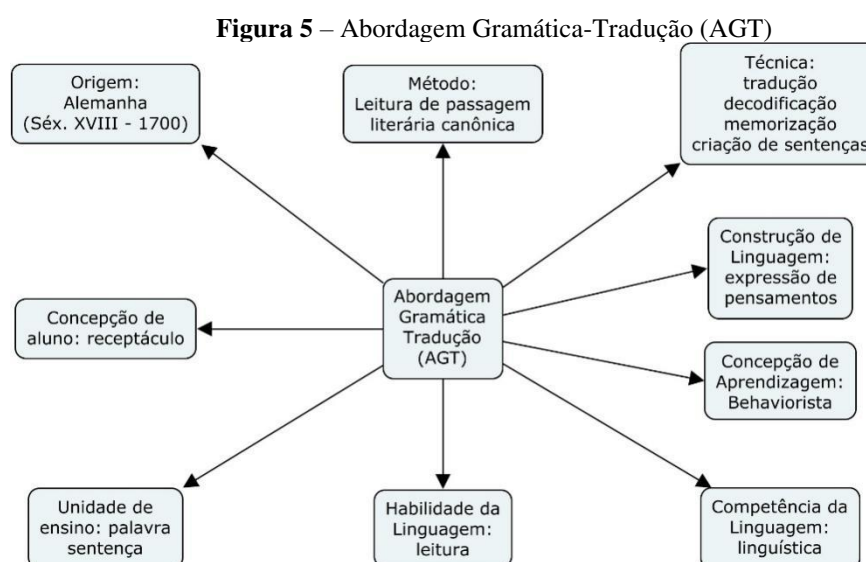 Figura 5 – Abordagem Gramática-Tradução (AGT)
Origem:
Alemanha
(Séx. XVIII - 1700)
Método:
Leitura de passagem
literária canônica
Técnica:
tradução
decodificação
memorização
criação de sentenças
Construção de
Linguagem:
expressão de
pensamentos
Concepção de
aluno: receptáculo
Abordagem
Gramática
Tradução
(AGT)
Concepção de
Aprendizagem:
Behaviorista
Unidade de
ensino: palavra
sentença
Habilidade da
Linguagem:
leitura
Competência da
Linguagem:
linguística